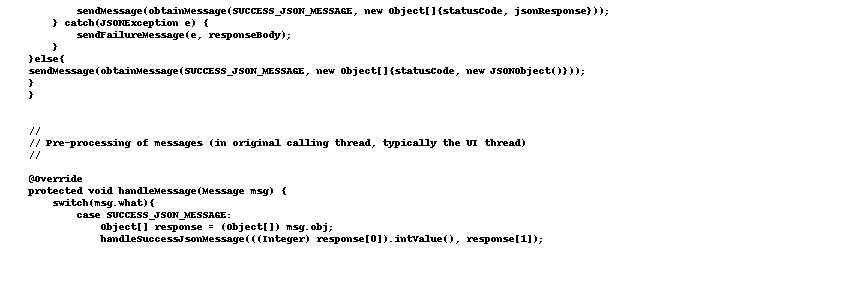 sendMessage(obtainMessage(SUCCESS_JSON_MESSAGE, new Object[]{statusCode, jsonResponse}));
} catch(JSONException e) {
sendFailureMessage(e, responseBody);
}
}else{
sendMessage(obtainMessage(SUCCESS_JSON_MESSAGE, new Object[]{statusCode, new JSONObject()}));
}
}
//
// Pre-processing of messages (in original calling thread, typically the UI thread)
//
@Override
protected void handleMessage(Message msg) {
switch(msg.what){
case SUCCESS_JSON_MESSAGE:
Object[] response = (Object[]) msg.obj;
handleSuccessJsonMessage(((Integer) response[0]).intValue(), response[1]);